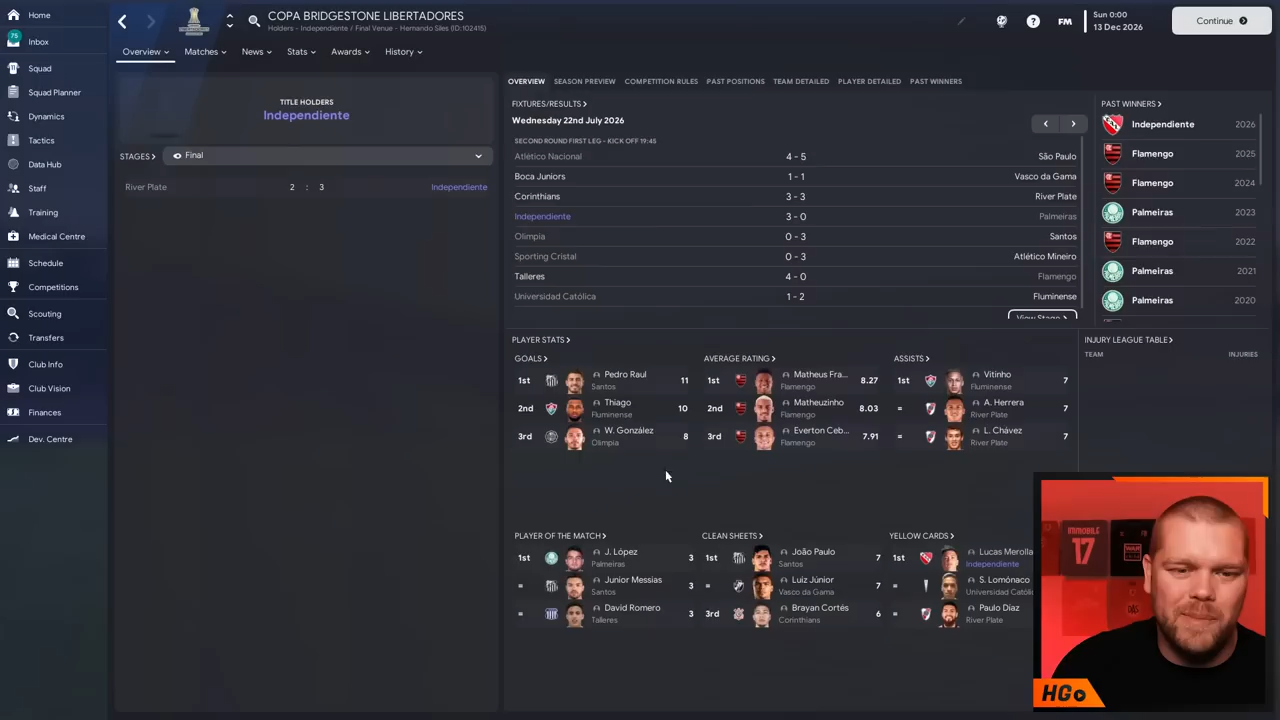 Home
75
Inbox
Squad
Squad Planner
Dynamics
Tactics
Data Hub
Staff
Training
Medical Centre
Schedule
Competitions
Scouting
Transfers
Club Info
Club Vision
Finances
Dev. Centre
COPA BRIDGESTONE LIBERTADORES
Holders - Independiente / Final Venue - Hernando Siles (ID:102415)
FM
Sun 0:00
13 Dec 2026
Continue
Overview
Matches
News
Stats
Awards
History
TITLE HOLDERS
Independiente
STAGES
Final
River Plate 2 : 3 Independiente
OVERVIEW SEASON PREVIEW COMPETITION RULES PAST POSITIONS TEAM DETAILED PLAYER DETAILED PAST WINNERS
FIXTURES/RESULTS
Wednesday 22nd July 2026
SECOND ROUND FIRST LEG - KICK OFF 19:45
Atlético Nacional 4 - 5 São Paulo
Boca Juniors 1 - 1 Vasco da Gama
Corinthians 3 - 3 River Plate
Independiente 3 - 0 Palmeiras
Olimpia 0 - 3 Santos
Sporting Cristal 0 - 3 Atlético Mineiro
Talleres 4 - 0 Flamengo
Universidad Católica 1 - 2 Fluminense
View Stage
PAST WINNERS
Independiente 2026
Flamengo 2025
Flamengo 2024
Palmeiras 2023
Flamengo 2022
Palmeiras 2021
Palmeiras 2020
PLAYER STATS
GOALS
1st Pedro Raul 11
Santos
2nd Thiago 10
Fluminense
3rd W. González 8
Olimpia
AVERAGE RATING
1st Matheus Fra... 8.27
Flamengo
2nd Matheuzinho 8.03
Flamengo
3rd Everton Ceb... 7.91
Flamengo
ASSISTS
1st Vitinho 7
Fluminense
= A. Herrera 7
River Plate
= L. Chávez 7
River Plate
INJURY LEAGUE TABLE
TEAM INJURIES
PLAYER OF THE MATCH
1st J. López 3
Palmeiras
= Junior Messias 3
Santos
= David Romero 3
Talleres
CLEAN SHEETS
1st João Paulo 7
Santos
= Luiz Júnior 7
Vasco da Gama
3rd Brayan Cortés 6
Corinthians
YELLOW CARDS
1st Lucas Merolla
Independiente
= S. Lomónaco
Universidad Católi
= Paulo Díaz
River Plate
IMMOBILE
17
HG